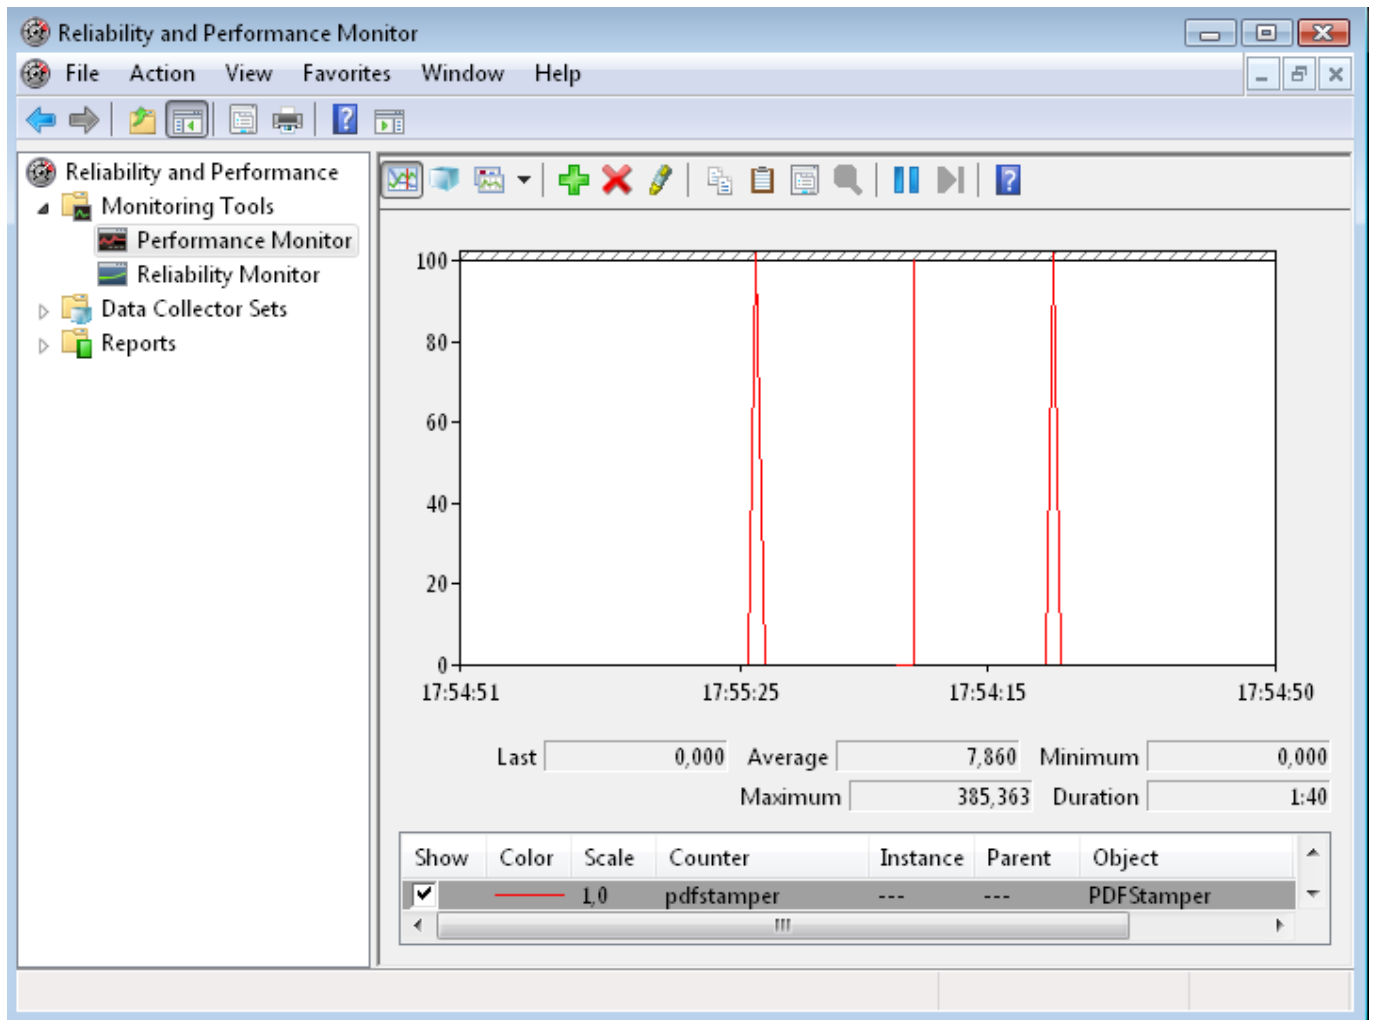 Reliability and Performance Monitor
File Action View Favorites Window Help
Reliability and Performance
Monitoring Tools
Performance Monitor
Reliability Monitor
Data Collector Sets
Reports
100
80
60
40
20
0
17:54:51 17:55:25 17:54:15 17:54:50
Last 0,000 Average 7,860 Minimum 0,000
Maximum 385,363 Duration 1:40
Show Color Scale Counter Instance Parent Object
1,0 pdfstamper --- --- PDFStamper